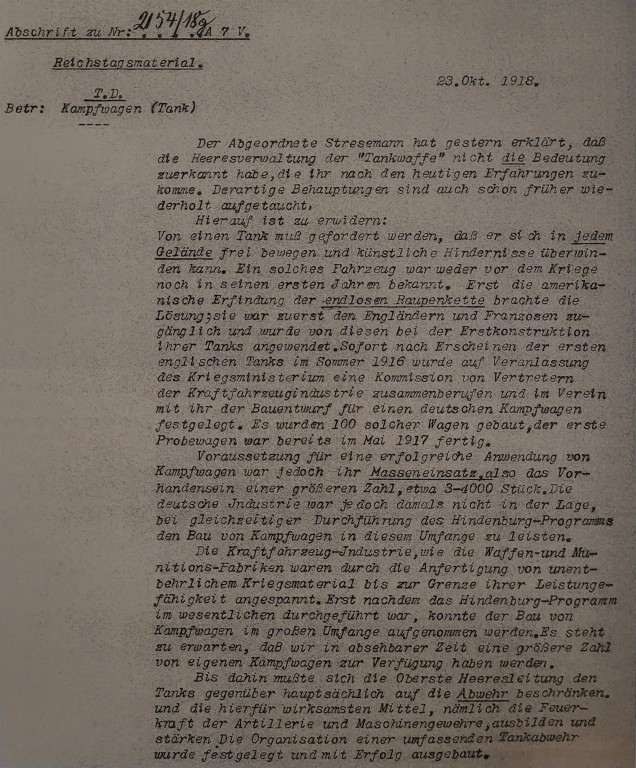 Abschrift zu Nr: 2154/18g A 7 V.
Reichstagsmaterial.
23.Okt. 1918.
T.D.
Betr: Kampfwagen (Tank)
Der Abgeordnete Stresemann hat gestern erklärt, daß
die Heeresverwaltung der "Tankwaffe" nicht die Bedeutung
zuerkannt habe,die ihr nach den heutigen Erfahrungen zu-
komme. Derartige Behauptungen sind auch schon früher wie-
derholt aufgetaucht.
Hierauf ist zu erwidern:
Von einen Tank muß gefordert werden, daß er sich in jedem
Gelände frei bewegen und künstliche Hindernisse überwin-
den kann. Ein solches Fahrzeug war weder vor dem Kriege
noch in seinen ersten Jahren bekannt. Erst die amerika-
nische Erfindung der endlosen Raupenkette brachte die
Lösung;sie war zuerst den Engländern und Franzosen zu-
gänglich und wurde von diesen bei der Erstkonstruktion
ihrer Tanks angewendet.Sofort nach Erscheinen der ersten
englischen Tanks im Sommer 1916 wurde auf Veranlassung
des Kriegsministerium eine Kommission von Vertretern
der Kraftfahrzeugindustrie zusammenberufen und im Verein
mit ihr der Bauentwurf für einen deutschen Kampfwagen
festgelegt. Es wurden 100 solcher Wagen gebaut,der erste
Probewagen war bereits im Mai 1917 fertig.
Voraussetzung für eine erfolgreiche Anwendung von
Kampfwagen war jedoch ihr Masseneinsatz,also das Vor-
handensein einer größeren Zahl,etwa 3-4000 Stück.Die
deutsche Jndustrie war jedoch damals nicht in der Lage,
bei gleichzeitiger Durchführung des Hindenburg-Programms
den Bau von Kampfwagen in diesem Umfange zu leisten.
Die Kraftfahrzeug-Jndustrie,wie die Waffen-und Mu-
nitions-Fabriken waren durch die Anfertigung von unent-
behrlichem Kriegsmaterial bis zur Grenze ihrer Leistunge-
fähigkeit angespannt.Erst nachdem das Hindenburg-Programm
im wesentlichen durchgeführt war, konnte der Bau von
Kampfwagen im großen Umfange aufgenommen werden.Es steht
zu erwarten, daß wir in absehbarer Zeit eine größere Zahl
von eigenen Kampfwagen zur Verfügung haben werden.
Bis dahin mußte sich die Oberste Heeresleitung den
Tanks gegenüber hauptsächlich auf die Abwehr beschränken.
und die hierfür wirksamsten Mittel, nämlich die Feuer-
kraft der Artillerie und Maschinengewehre,ausbilden und
stärken.Die Organisation einer umfassenden Tankabwehr
wurde festgelegt und mit Erfolg ausgebaut.